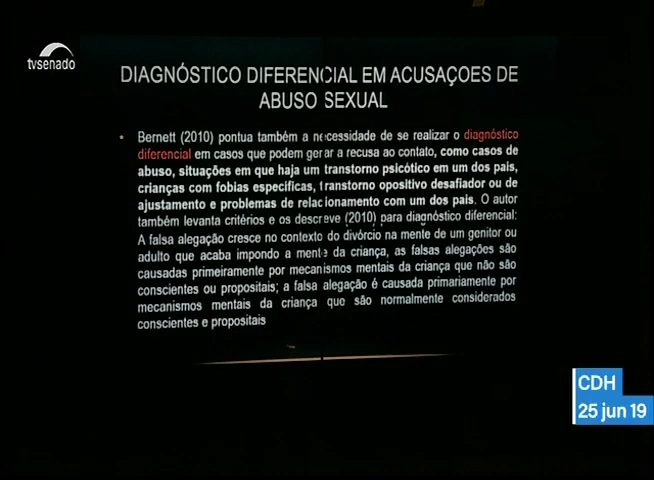 tvsenado
DIAGNÓSTICO DIFERENCIAL EM ACUSAÇOES DE
ABUSO SEXUAL
• Bernett (2010) pontua também a necessidade de se realizar o diagnóstico
diferencial em casos que podem gerar a recusa ao contato, como casos de
abuso, situações em que haja um transtorno psicótico em um dos pais,
crianças com fobias especificas, transtorno opositivo desafiador ou de
ajustamento e problemas de relacionamento com um dos pais. O autor
também levanta critérios e os descreve (2010) para diagnóstico diferencial:
A falsa alegação cresce no contexto do divórcio na mente de um genitor ou
adulto que acaba impondo a mente da criança, as falsas alegações são
causadas primeiramente por mecanismos mentais da criança que não são
conscientes ou propositais; a falsa alegação é causada primariamente por
mecanismos mentais da criança que são normalmente considerados
conscientes e propositais
CDH
25 jun 19